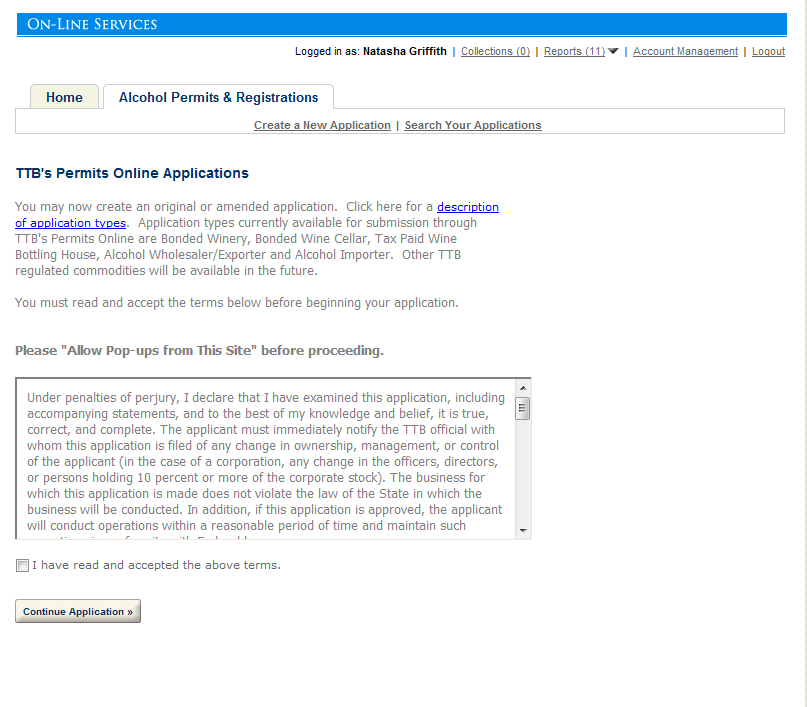 ON-LINE SERVICES
Logged in as: Natasha Griffith | Collections (0) | Reports (11) | Account Management | Logout
Home Alcohol Permits & Registrations
Create a New Application | Search Your Applications
TTB's Permits Online Applications
You may now create an original or amended application. Click here for a description
of application types. Application types currently available for submission through
TTB's Permits Online are Bonded Winery, Bonded Wine Cellar, Tax Paid Wine
Bottling House, Alcohol Wholesaler/Exporter and Alcohol Importer. Other TTB
regulated commodities will be available in the future.
You must read and accept the terms below before beginning your application.
Please "Allow Pop-ups from This Site" before proceeding.
Under penalties of perjury, I declare that I have examined this application, including
accompanying statements, and to the best of my knowledge and belief, it is true,
correct, and complete. The applicant must immediately notify the TTB official with
whom this application is filed of any change in ownership, management, or control
of the applicant (in the case of a corporation, any change in the officers, directors,
or persons holding 10 percent or more of the corporate stock). The business for
which this application is made does not violate the law of the State in which the
business will be conducted. In addition, if this application is approved, the applicant
will conduct operations within a reasonable period of time and maintain such
I have read and accepted the above terms.
Continue Application »